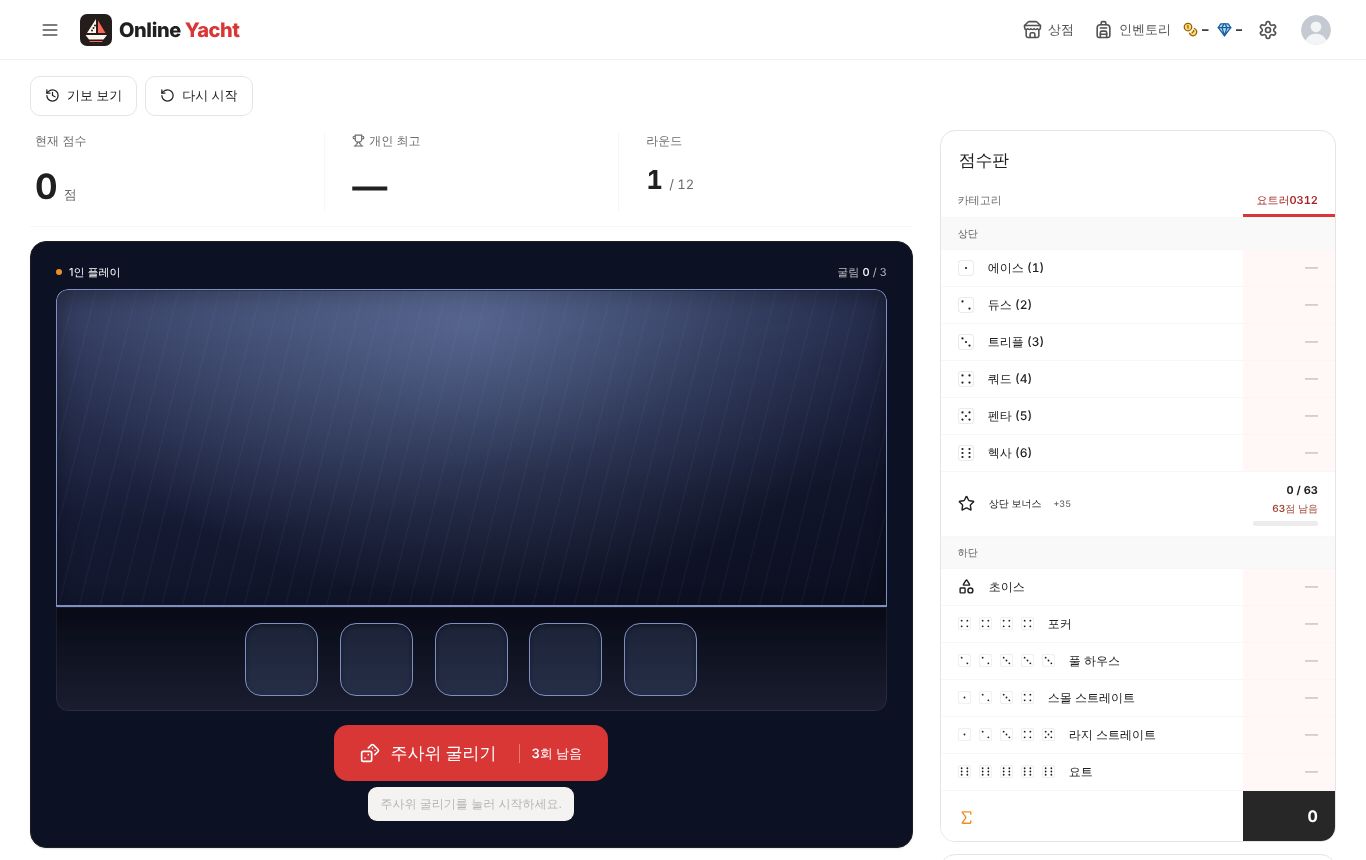 Online Yacht
상점
인벤토리
–
–
기보 보기
다시 시작
현재 점수
0 점
개인 최고
—
라운드
1 / 12
1인 플레이
굴림 0 / 3
주사위 굴리기
3회 남음
주사위 굴리기를 눌러 시작하세요.
점수판
카테고리
요트러0312
상단
에이스 (1) —
듀스 (2) —
트리플 (3) —
쿼드 (4) —
펜타 (5) —
헥사 (6) —
상단 보너스 +35
0 / 63
63점 남음
하단
초이스 —
포커 —
풀 하우스 —
스몰 스트레이트 —
라지 스트레이트 —
요트 —
Σ 0